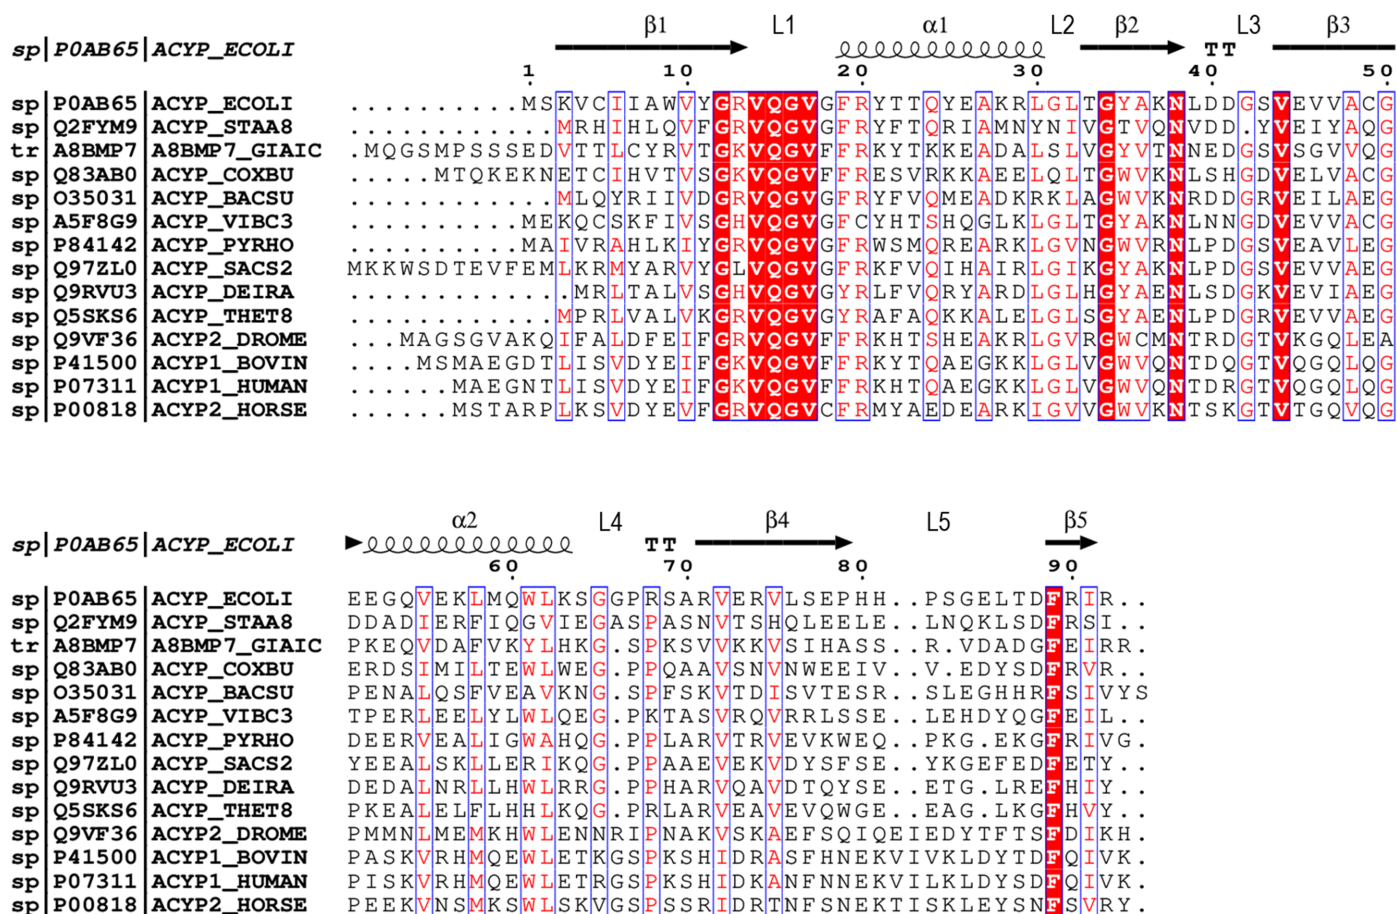 β1 L1 α1 L2 β2 L3 β3
sp|P0AB65|ACYP_ECOLI TT
1 10 20 30 40 50
sp|P0AB65|ACYP_ECOLI ..........MSKVCIIAWVYGRVQGVGFRYTTQYEAKRLGLTGYAKNLDDGSVEVVACG
sp|Q2FYM9|ACYP_STAA8 ............MRHIHLQVFGRVQGVGFRYFTQRIAMNYNIVGTVQNVDD.YVEIYAQG
tr|A8BMP7|A8BMP7_GIAIC .MQGSMPSSSEDVTTLCYRVTGKVQGVFFRKYTKKEADALSLVGYVTNNEDGSVSGVVQG
sp|Q83AB0|ACYP_COXBU .....MTQKEKNETCIHVTVSGKVQGVFFRESVRKKAEELQLTGWVKNLSHGDVELVACG
sp|O35031|ACYP_BACSU ............MLQYRIIVDGRVQGVGFRYFVQMEADKRKLAGWVKNRDDGRVEILAEG
sp|A5F8G9|ACYP_VIBC3 ..........MEKQCSKFIVSGHVQGVGFCYHTSHQGLKLGLTGYAKNLNNGDVEVVACG
sp|P84142|ACYP_PYRHO ..........MAIVRAHLKIYGRVQGVGFRWSMQREARKLGVNGWVRNLPDGSVEAVLEG
sp|Q97ZL0|ACYP_SACS2 MKKWSDTEVFEMLKRMYARVYGLVQGVGFRKFVQIHAIRLGIKGYAKNLPDGSVEVVAEG
sp|Q9RVU3|ACYP_DEIRA .............MRLTALVSGHVQGVGYRLFVQRYARDLGLHGYAENLSDGKVEVIAEG
sp|Q5SKS6|ACYP_THET8 ............MPRLVALVKGRVQGVGYRAFAQKKALELGLSGYAENLPDGRVEVVAEG
sp|Q9VF36|ACYP2_DROME ...MAGSGVAKQIFALDFEIFGRVQGVFFRKHTSHEAKRLGVRGWCMNTRDGTVKGQLEA
sp|P41500|ACYP1_BOVIN ....MSMAEGDTLISVDYEIFGKVQGVFFRKYTQAEGKKLGLVGWVQNTDQGTVQGQLQG
sp|P07311|ACYP1_HUMAN ......MAEGNTLISVDYEIFGKVQGVFFRKHTQAEGKKLGLVGWVQNTDRGTVQGQLQG
sp|P00818|ACYP2_HORSE ......MSTARPLKSVDYEVFGRVQGVCFRMYAEDEARKIGVVGWVKNTSKGTVTGQVQG
α2 L4 β4 L5 β5
sp|P0AB65|ACYP_ECOLI TT
60 70 80 90
sp|P0AB65|ACYP_ECOLI EEGQVEKLMQWLKSGGPRSARVERVLSEPHH..PSGELTDFRIR..
sp|Q2FYM9|ACYP_STAA8 DDADIERFIQGVIEGASPASNVTSHQLEELE..LNQKLSDFRSI..
tr|A8BMP7|A8BMP7_GIAIC PKEQVDAFVKYLHKG.SPKSVVKKVSIHASS..R.VDADGFEIRR.
sp|Q83AB0|ACYP_COXBU ERDSIMILTEWLWEG.PPQAAVSNVNWEEIV..V.EDYSDFRVR..
sp|O35031|ACYP_BACSU PENALQSFVEAVKNG.SPFSKVTDISVTESR..SLEGHHRFSIVYS
sp|A5F8G9|ACYP_VIBC3 TPERLEELYLWLQEG.PKTASVRQVRRLSSE..LEHDYQGFEIL..
sp|P84142|ACYP_PYRHO DEERVEALIGWAHQG.PPLARVTRVEVKWEQ..PKG.EKGFRIVG.
sp|Q97ZL0|ACYP_SACS2 YEEALSKLLERIKQG.PPAAEVEKVDYSFSE..YKGEFEDFETY..
sp|Q9RVU3|ACYP_DEIRA DEDALNRLLHWLRRG.PPHARVQAVDTQYSE..ETG.LREFHIY..
sp|Q5SKS6|ACYP_THET8 PKEALELFLHHLKQG.PRLARVEAVEVQWGE..EAG.LKGFHVY..
sp|Q9VF36|ACYP2_DROME PMMNLMEMKHWLENNRIPNAKVSKAEFSQIQEIEDYTFTSFDIKH.
sp|P41500|ACYP1_BOVIN PASKVRHMQEWLETKGSPKSHIDRASFHNEKVIVKLDYTDFQIVK.
sp|P07311|ACYP1_HUMAN PISKVRHMQEWLETRGSPKSHIDKANFNNEKVILKLDYSDFQIVK.
sp|P00818|ACYP2_HORSE PEEKVNSMKSWLSKVGSPSSRIDRTNFSNEKTISKLEYSNFSVRY.